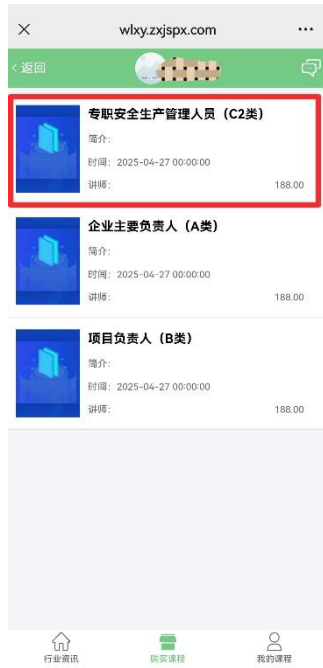 wlxy.zxjspx.com
返回
专职安全生产管理人员（C2类）
简介:
时间: 2025-04-27 00:00:00
讲师: 188.00
企业主要负责人（A类）
简介:
时间: 2025-04-27 00:00:00
讲师: 188.00
项目负责人（B类）
简介:
时间: 2025-04-27 00:00:00
讲师: 188.00
行业资讯 购买课程 我的课程